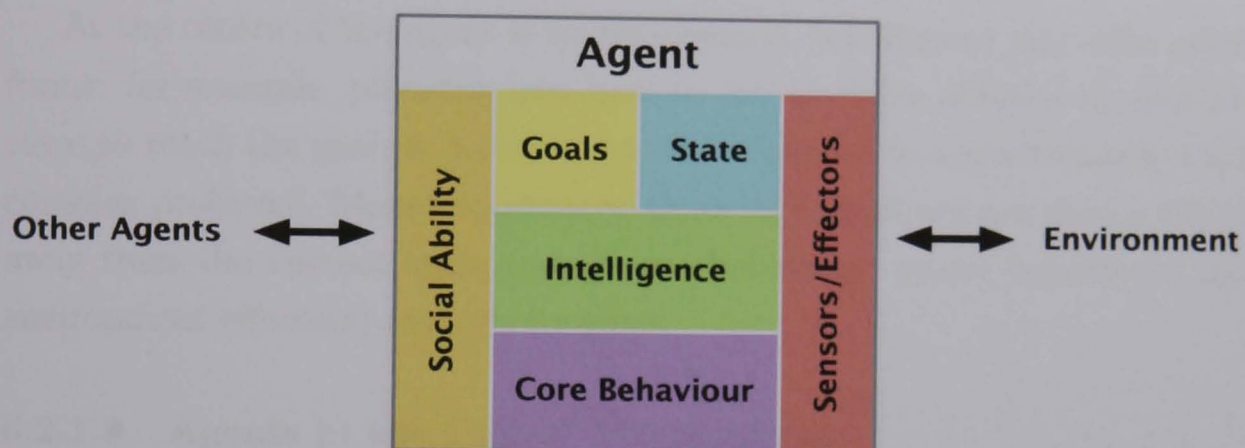 Agent
Other Agents
Social Ability
Goals
State
Intelligence
Core Behaviour
Sensors/Effectors
Environment